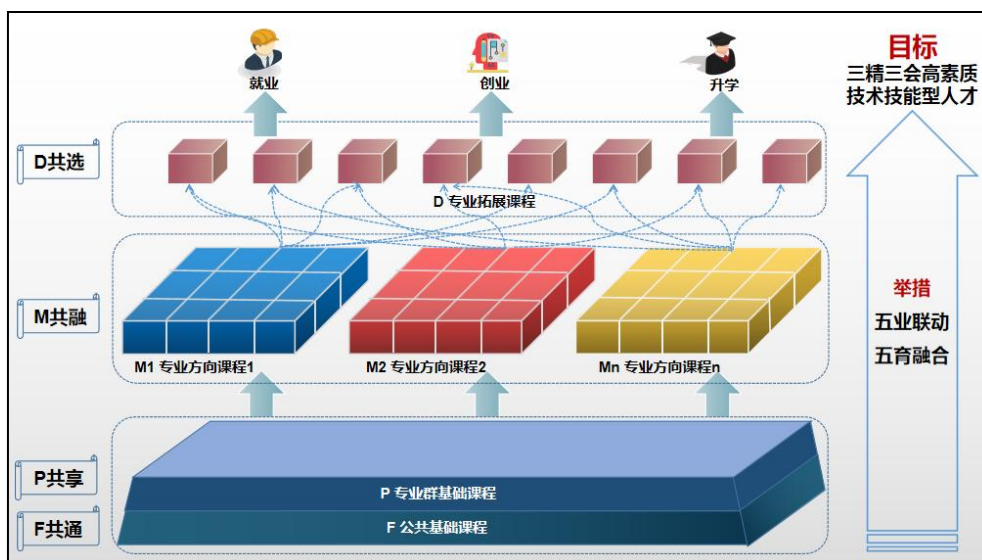 目标
三精三会高素质
技术技能型人才
就业
创业
升学
D共选
D 专业拓展课程
M共融
M1 专业方向课程1
M2 专业方向课程2
Mn 专业方向课程n
举措
五业联动
五育融合
P共享
P 专业群基础课程
F共通
F 公共基础课程